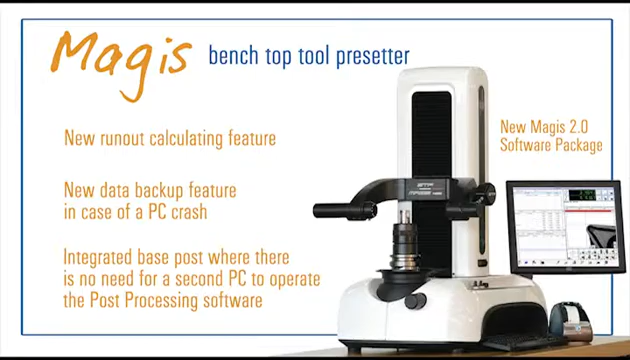 Magis bench top tool presetter
New runout calculating feature
New Magis 2.0
Software Package
New data backup feature
in case of a PC crash
Integrated base post where there
is no need for a second PC to operate
the Post Processing software